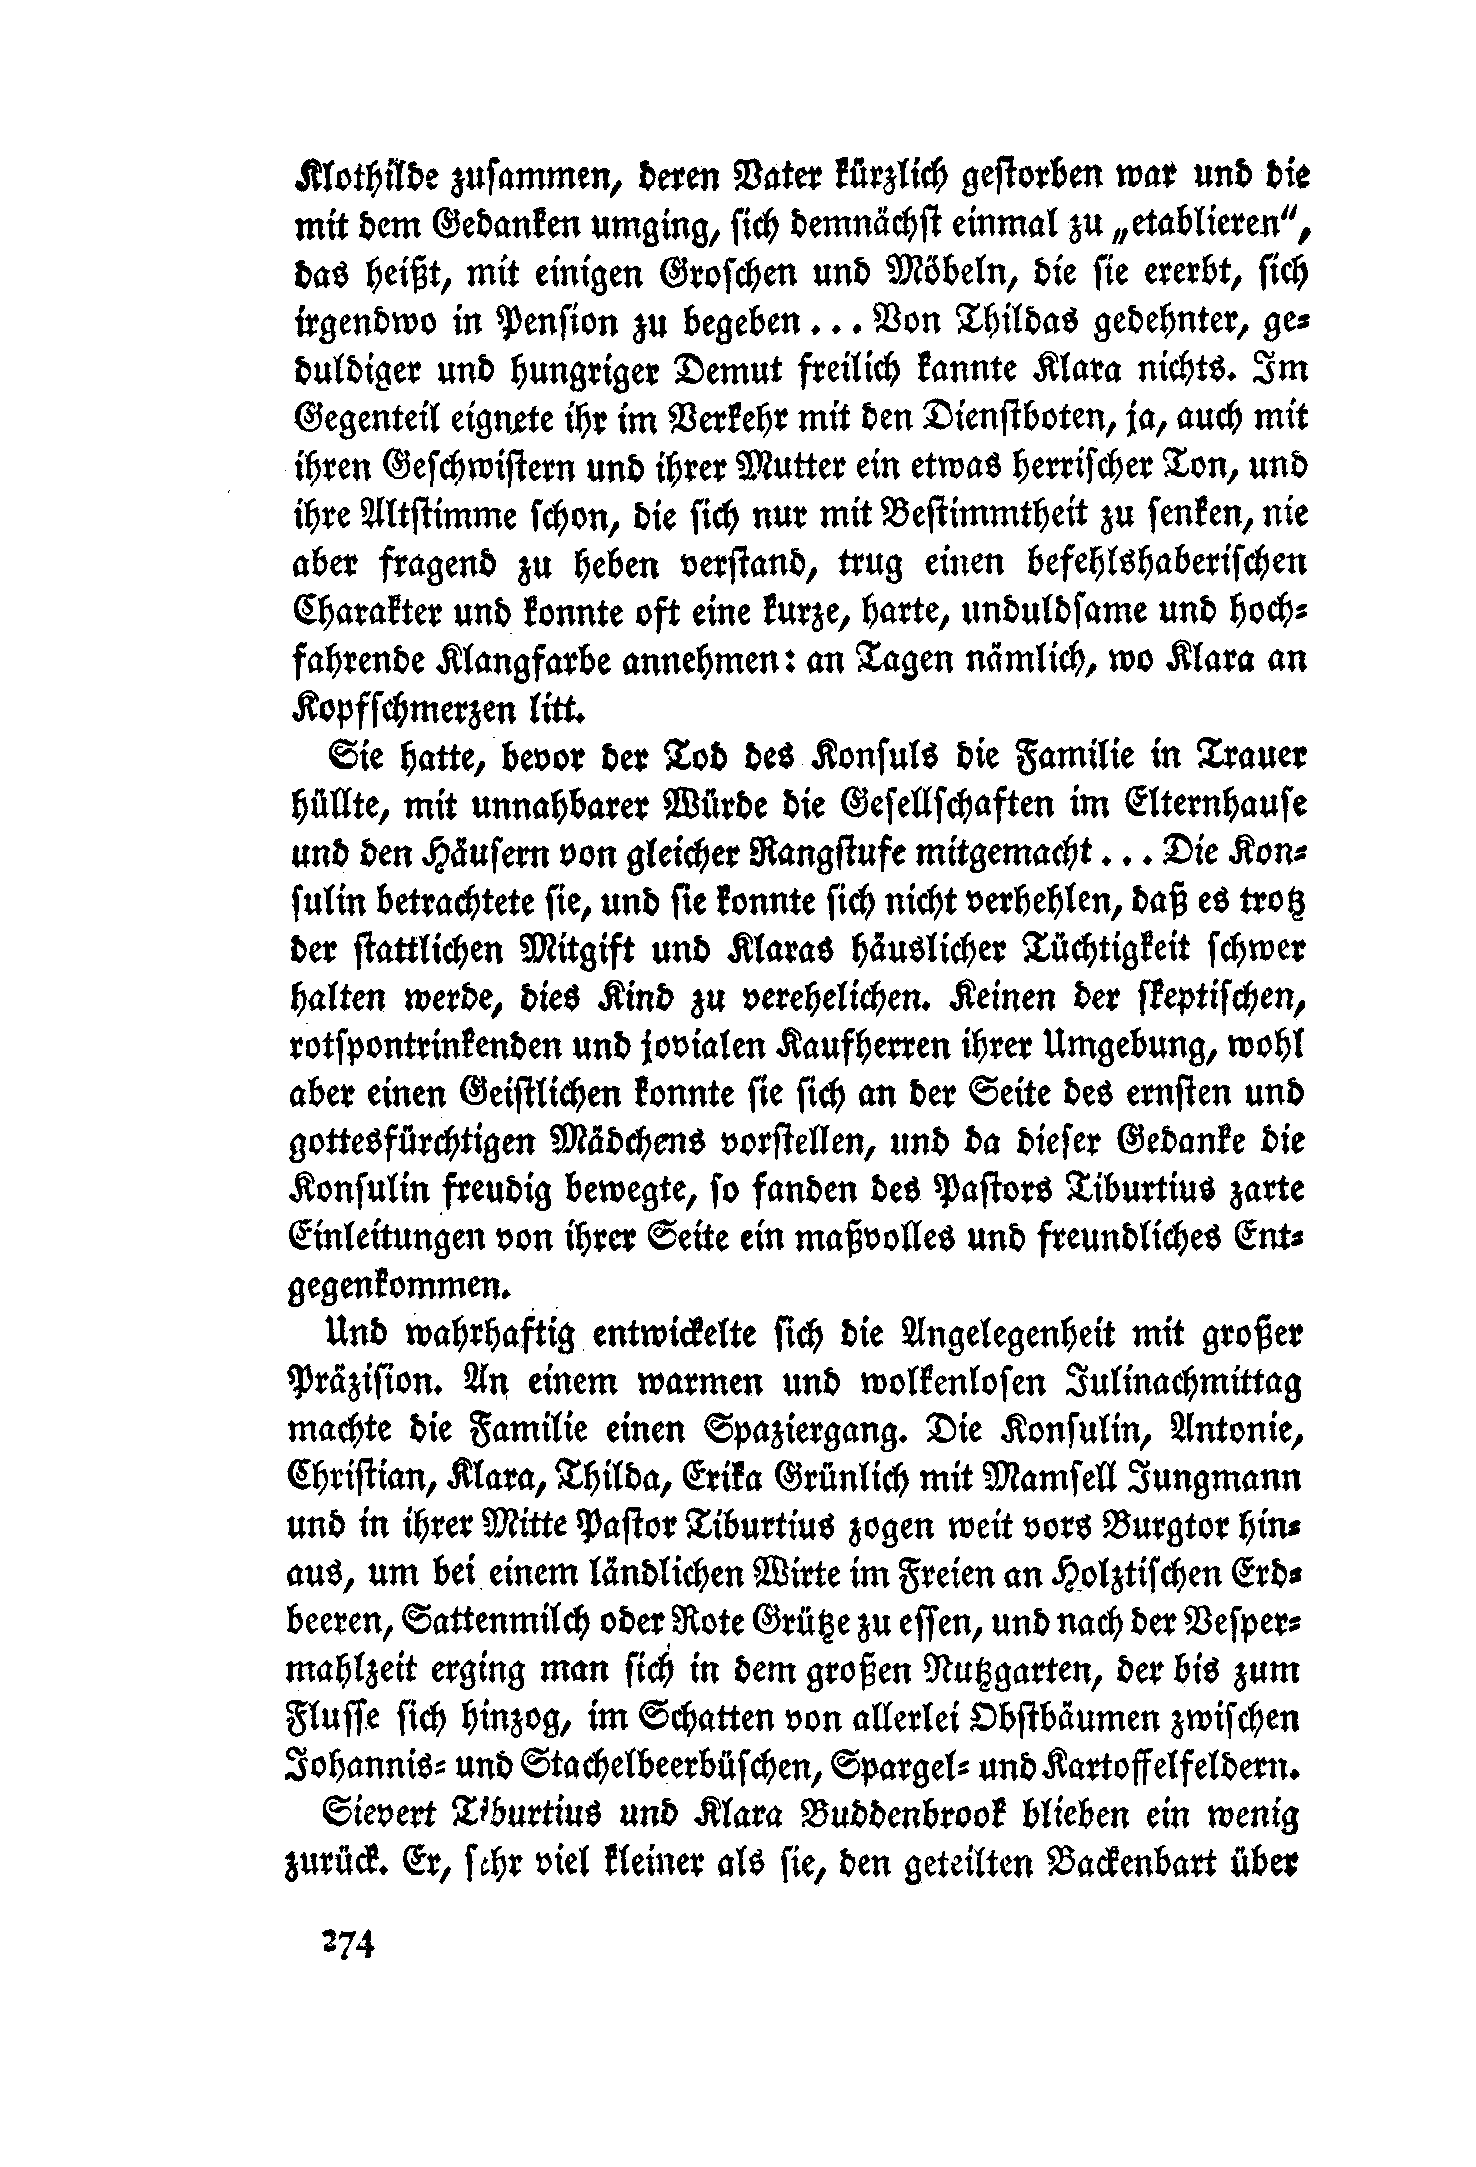 Klothilde zusammen, deren Vater kürzlich gestorben war und die
mit dem Gedanken umging, sich demnächst einmal zu „etablieren“,
das heißt, mit einigen Groschen und Möbeln, die sie ererbt, sich
irgendwo in Pension zu begeben... Von Thildas gedehnter, ge-
duldiger und hungriger Demut freilich kannte Klara nichts. Im
Gegenteil eignete ihr im Verkehr mit den Dienstboten, ja, auch mit
ihren Geschwistern und ihrer Mutter ein etwas herrischer Ton, und
ihre Altstimme schon, die sich nur mit Bestimmtheit zu senken, nie
aber fragend zu heben verstand, trug einen befehlshaberischen
Charakter und konnte oft eine kurze, harte, unduldsame und hoch-
fahrende Klangfarbe annehmen: an Tagen nämlich, wo Klara an
Kopfschmerzen litt.
Sie hatte, bevor der Tod des Konsuls die Familie in Trauer
hüllte, mit unnahbarer Würde die Gesellschaften im Elternhause
und den Häusern von gleicher Rangstufe mitgemacht... Die Kon-
sulin betrachtete sie, und sie konnte sich nicht verhehlen, daß es trotz
der stattlichen Mitgift und Klaras häuslicher Tüchtigkeit schwer
halten werde, dies Kind zu verehelichen. Keinen der skeptischen,
rotspontrinkenden und jovialen Kaufherren ihrer Umgebung, wohl
aber einen Geistlichen konnte sie sich an der Seite des ernsten und
gottesfürchtigen Mädchens vorstellen, und da dieser Gedanke die
Konsulin freudig bewegte, so fanden des Pastors Tiburtius zarte
Einleitungen von ihrer Seite ein maßvolles und freundliches Ent-
gegenkommen.
Und wahrhaftig entwickelte sich die Angelegenheit mit großer
Präzision. An einem warmen und wolkenlosen Julinachmittag
machte die Familie einen Spaziergang. Die Konsulin, Antonie,
Christian, Klara, Thilda, Erika Grünlich mit Mamsell Jungmann
und in ihrer Mitte Pastor Tiburtius zogen weit vors Burgtor hin-
aus, um bei einem ländlichen Wirte im Freien an Holztischen Erd-
beeren, Sattenmilch oder Rote Grütze zu essen, und nach der Vesper-
mahlzeit erging man sich in dem großen Nutzgarten, der bis zum
Flusse sich hinzog, im Schatten von allerlei Obstbäumen zwischen
Johannis- und Stachelbeerbüschen, Spargel- und Kartoffelfeldern.
Sievert Tiburtius und Klara Buddenbrook blieben ein wenig
zurück. Er, sehr viel kleiner als sie, den geteilten Backenbart über
274